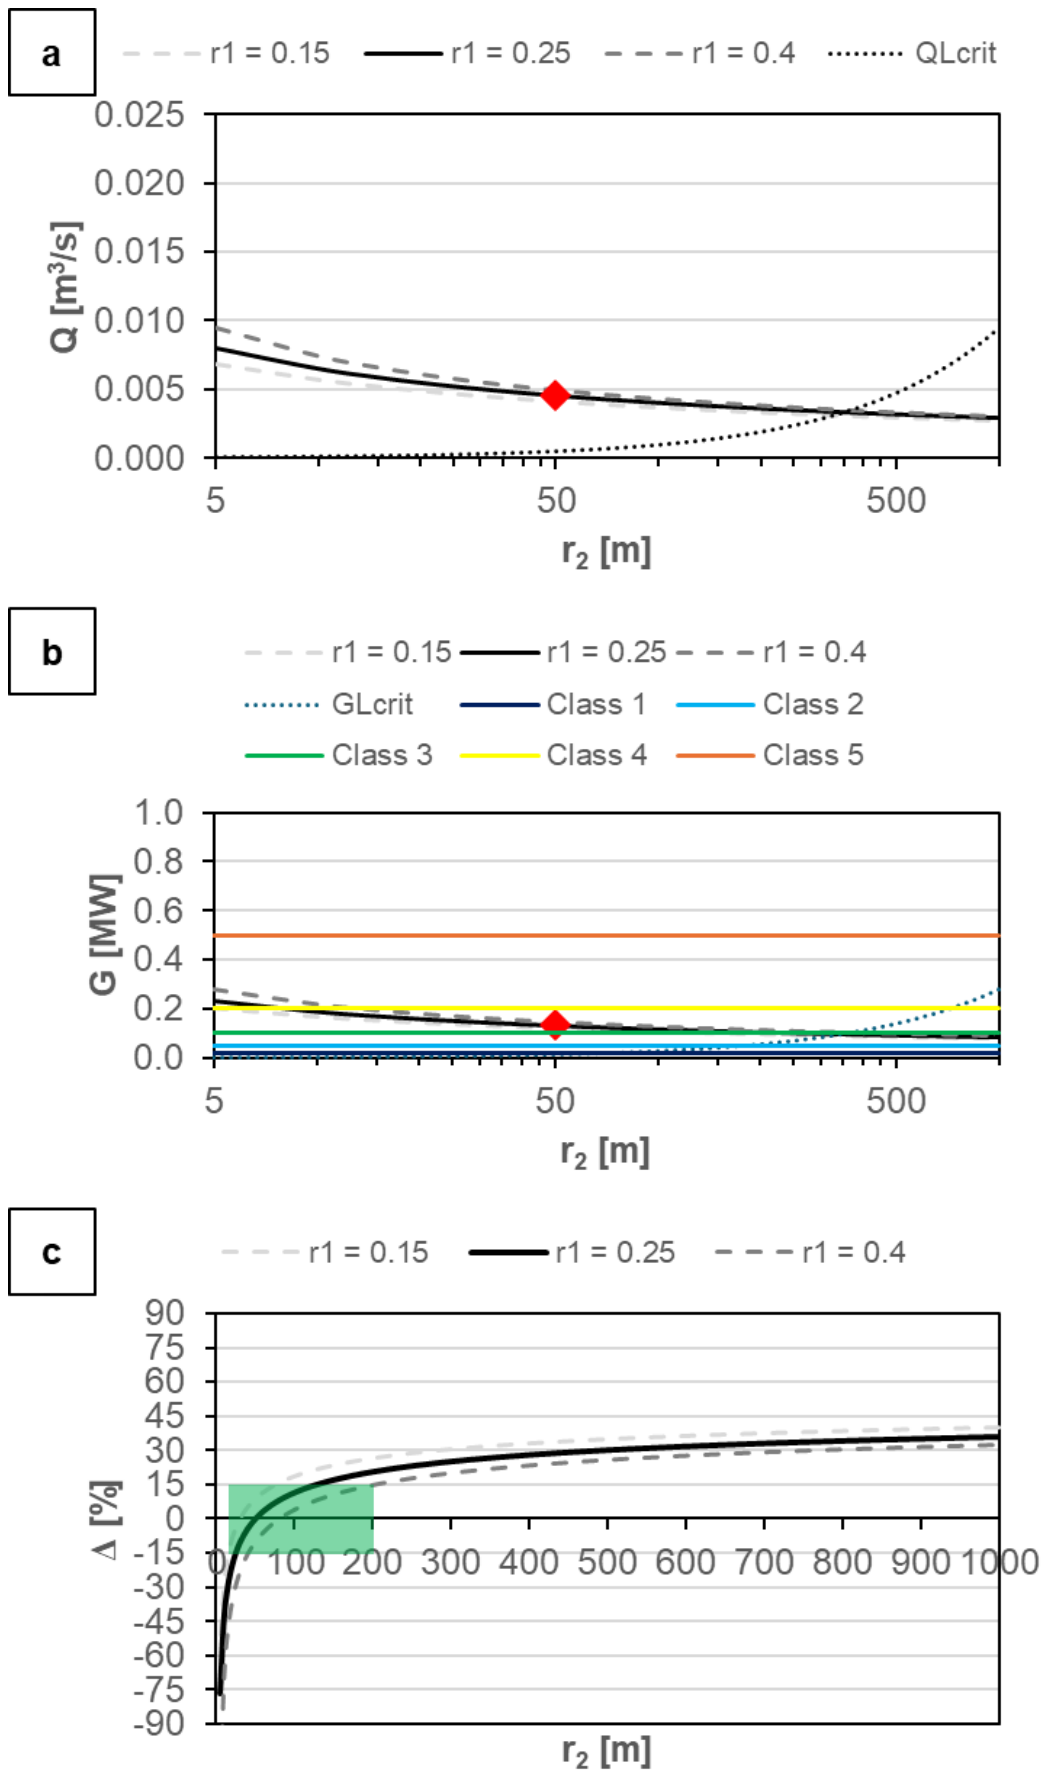 a
r1 = 0.15 r1 = 0.25 r1 = 0.4 QLcrit
0.025
0.020
0.015
0.010
0.005
0.000
Q [m³/s]
5 50 500
r₂ [m]
b
r1 = 0.15 r1 = 0.25 r1 = 0.4
GLcrit Class 1 Class 2
Class 3 Class 4 Class 5
1.0
0.8
0.6
0.4
0.2
0.0
G [MW]
5 50 500
r₂ [m]
c
r1 = 0.15 r1 = 0.25 r1 = 0.4
90
75
60
45
30
15
0
-15
-30
-45
-60
-75
-90
Δ [%]
0 100 200 300 400 500 600 700 800 900 1000
r₂ [m]